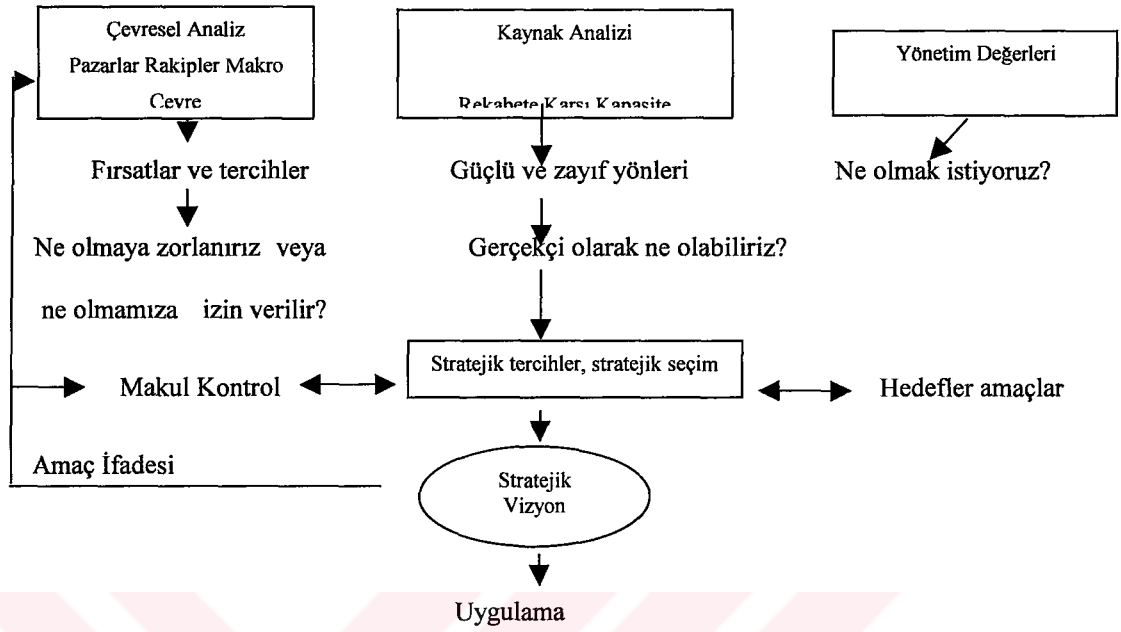 Çevresel Analiz
Pazarlar Rakipler Makro
Çevre
Kaynak Analizi
Rekabete Karşı Kapasite
Yönetim Değerleri
Fırsatlar ve tercihler
Güçlü ve zayıf yönleri
Ne olmak istiyoruz?
Ne olmaya zorlanırız veya
ne olmamıza izin verilir?
Gerçekçi olarak ne olabiliriz?
Makul Kontrol
Stratejik tercihler, stratejik seçim
Hedefler amaçlar
Amaç İfadesi
Stratejik
Vizyon
Uygulama